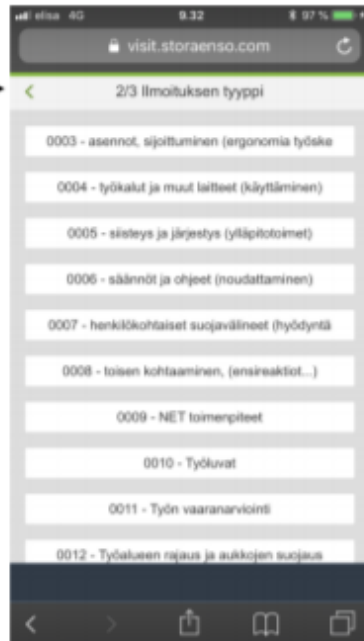 elisa 4G 9.32 97 %
visit.storaenso.com
2/3 Ilmoituksen tyyppi
0003 - asennot, sijoittuminen (ergonomia työske
0004 - työkalut ja muut laitteet (käyttäminen)
0005 - siisteys ja järjestys (ylläpitotoimet)
0006 - säännöt ja ohjeet (noudattaminen)
0007 - henkilökohtaiset suojavälineet (hyödyntä
0008 - toisen kohtaaminen, (ensireaktiot...)
0009 - NET toimenpiteet
0010 - Työluvat
0011 - Työn vaaranarviointi
0012 - Työalueen rajaus ja aukkojen suojaus